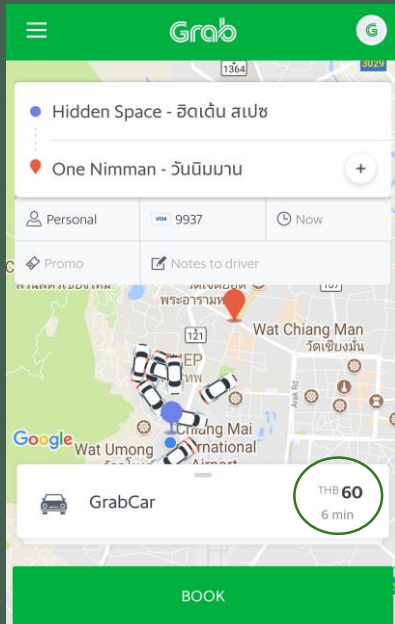 Grab
G
1364
3029
Hidden Space - ฮิดเด้น สเปซ
One Nimman - วันนิมมาน
+
Personal
VISA 9937
Now
Promo
Notes to driver
พระอารามห
121
Wat Chiang Man
วัดเชียงมั่น
Arak Rd
Chiang Mai
Google
Wat Umong
International
Airport
GrabCar
THB 60
6 min
BOOK